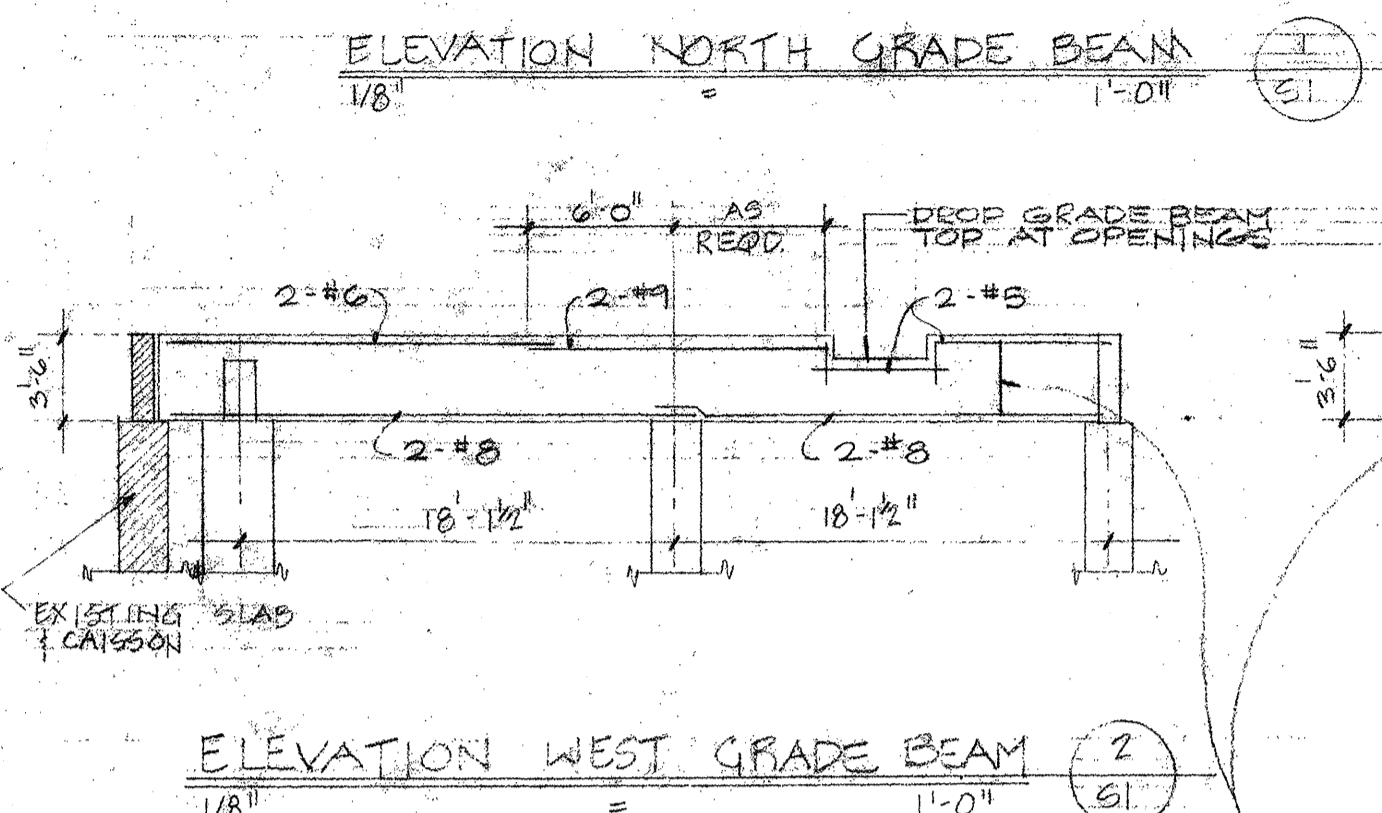 ELEVATION NORTH GRADE BEAM
1/8" = 1'-0"
1
S1
6'-0"
AS
REQD.
DROP GRADE BEAM
TOP AT OPENINGS
2-#6
2-#9
2-#5
3'-6"
3'-6"
2-#8
2-#8
18'-1½"
18'-1½"
EXISTING SLAB
& CAISSON
ELEVATION WEST GRADE BEAM
1/8" = 1'-0"
2
S1